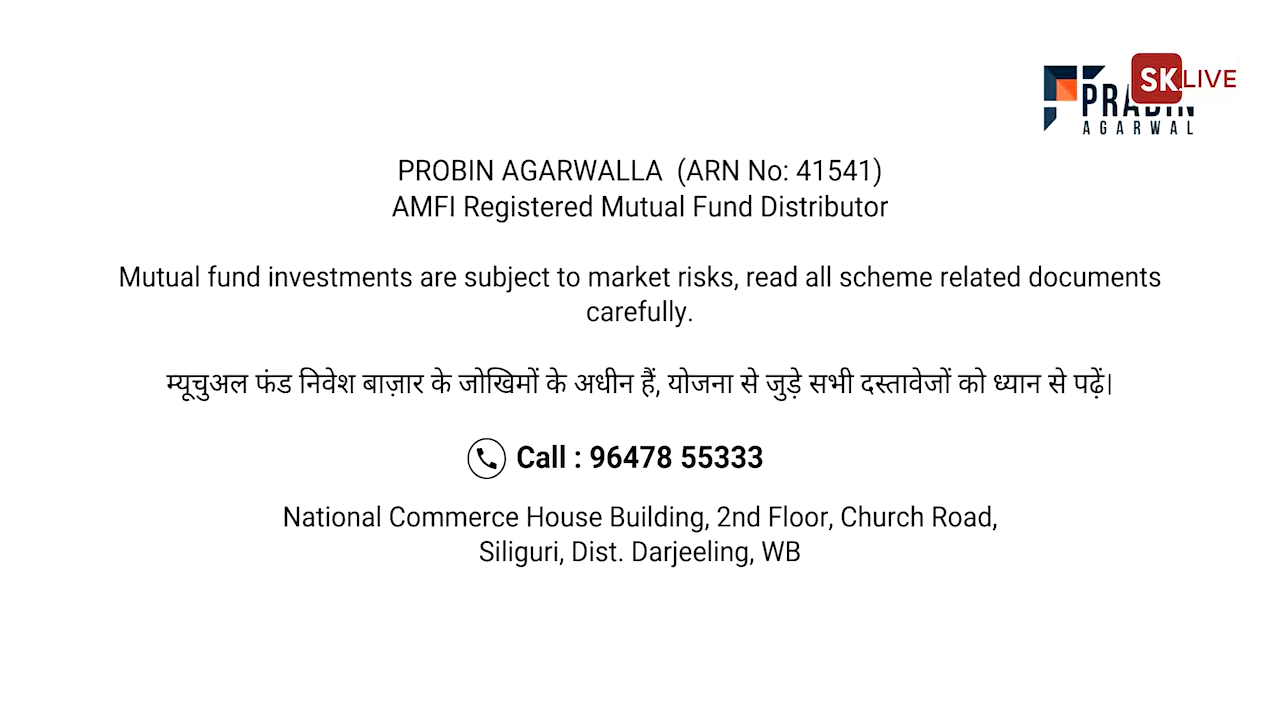 SK LIVE
AGARWAL
PROBIN AGARWALLA (ARN No: 41541)
AMFI Registered Mutual Fund Distributor
Mutual fund investments are subject to market risks, read all scheme related documents
carefully.
म्यूचुअल फंड निवेश बाज़ार के जोखिमों के अधीन हैं, योजना से जुड़े सभी दस्तावेजों को ध्यान से पढ़ें।
Call : 96478 55333
National Commerce House Building, 2nd Floor, Church Road,
Siliguri, Dist. Darjeeling, WB